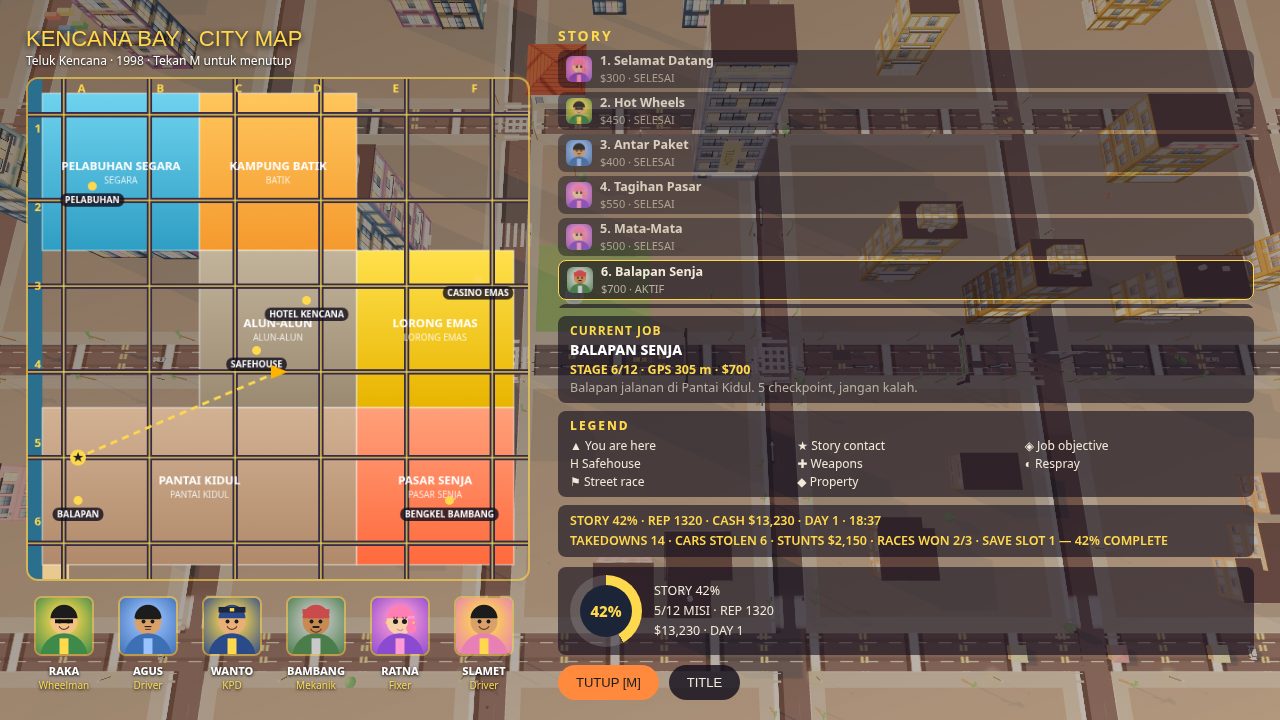 KENCANA BAY · CITY MAP
Teluk Kencana · 1998 · Tekan M untuk menutup
A B C D E F
1
PELABUHAN SEGARA
SEGARA
KAMPUNG BATIK
BATIK
PELABUHAN
2
3
CASINO EMAS
HOTEL KENCANA
ALUN-ALUN
ALUN-ALUN
LORONG EMAS
LORONG EMAS
4
SAFEHOUSE
5
PANTAI KIDUL
PANTAI KIDUL
PASAR SENJA
PASAR SENJA
BALAPAN
BENGKEL BAMBANG
6
RAKA
Wheelman
AGUS
Driver
WANTO
KPD
BAMBANG
Mekanik
RATNA
Fixer
SLAMET
Driver
STORY
1. Selamat Datang
$300 · SELESAI
2. Hot Wheels
$450 · SELESAI
3. Antar Paket
$400 · SELESAI
4. Tagihan Pasar
$550 · SELESAI
5. Mata-Mata
$500 · SELESAI
6. Balapan Senja
$700 · AKTIF
CURRENT JOB
BALAPAN SENJA
STAGE 6/12 · GPS 305 m · $700
Balapan jalanan di Pantai Kidul. 5 checkpoint, jangan kalah.
LEGEND
▲ You are here ★ Story contact ◈ Job objective
H Safehouse ✚ Weapons ◖ Respray
⚑ Street race ◆ Property
STORY 42% · REP 1320 · CASH $13,230 · DAY 1 · 18:37
TAKEDOWNS 14 · CARS STOLEN 6 · STUNTS $2,150 · RACES WON 2/3 · SAVE SLOT 1 — 42% COMPLETE
42%
STORY 42%
5/12 MISI · REP 1320
$13,230 · DAY 1
TUTUP [M]
TITLE